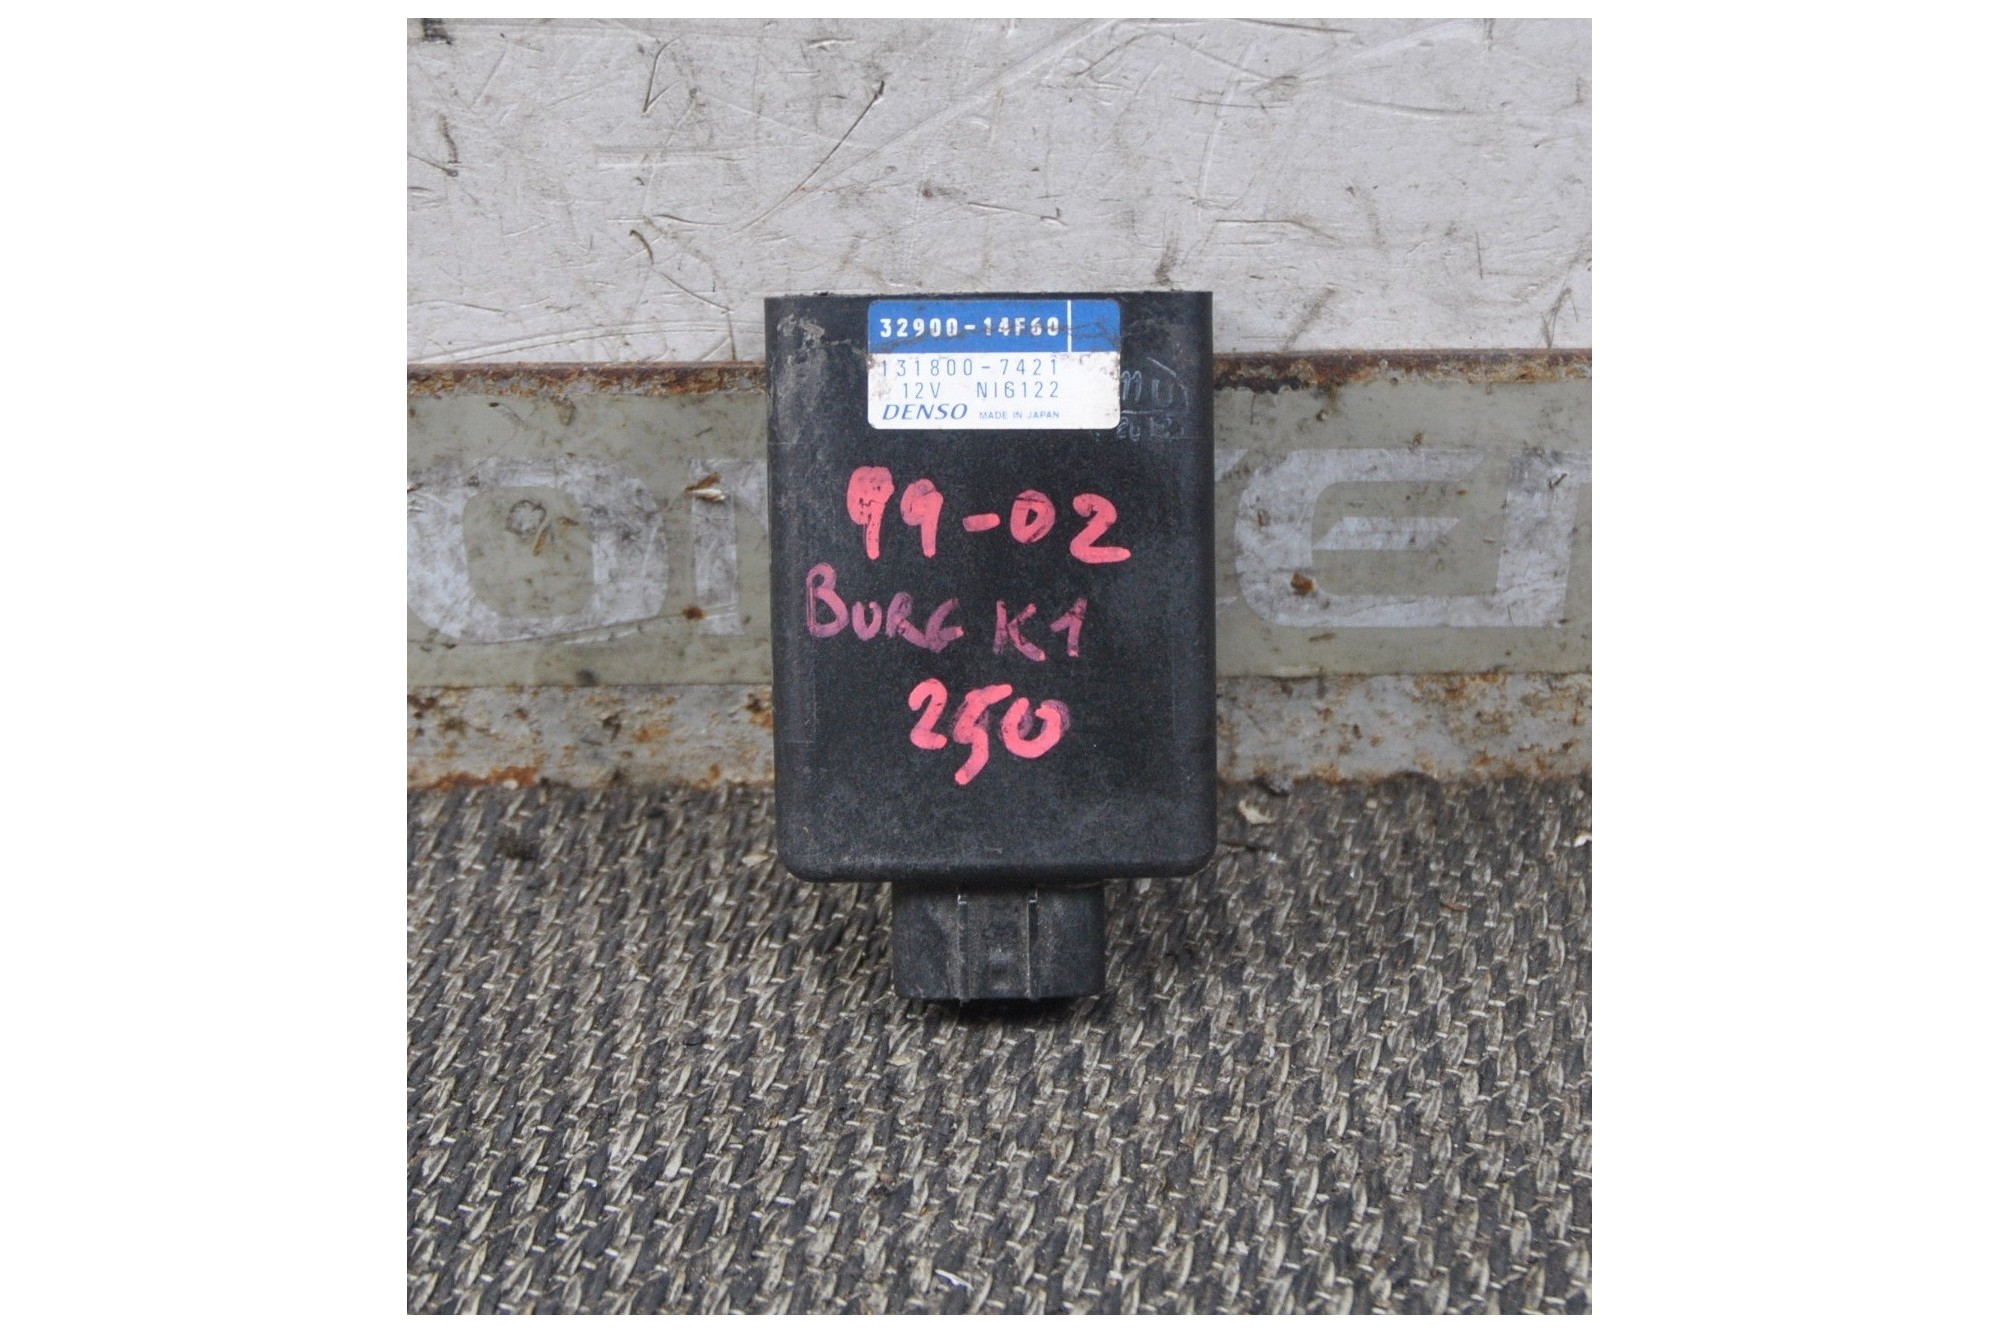 32900-14F60
131800-7421
12V NI6122
DENSO MADE IN JAPAN
99-02
BURG K1
250